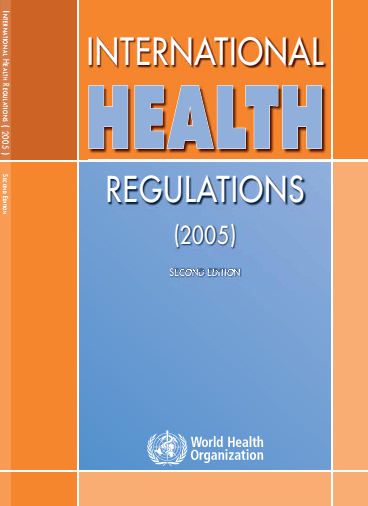 International Health Regulations ( 2005 )
Second Edition
INTERNATIONAL
HEALTH
REGULATIONS
(2005)
SECOND EDITION
World Health
Organization